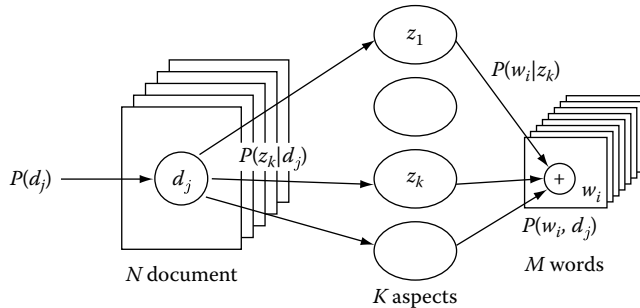 z₁
P(wᵢ|zₖ)
P(zₖ|dⱼ)
P(dⱼ)
dⱼ
zₖ
+
wᵢ
P(wᵢ, dⱼ)
N document
M words
K aspects